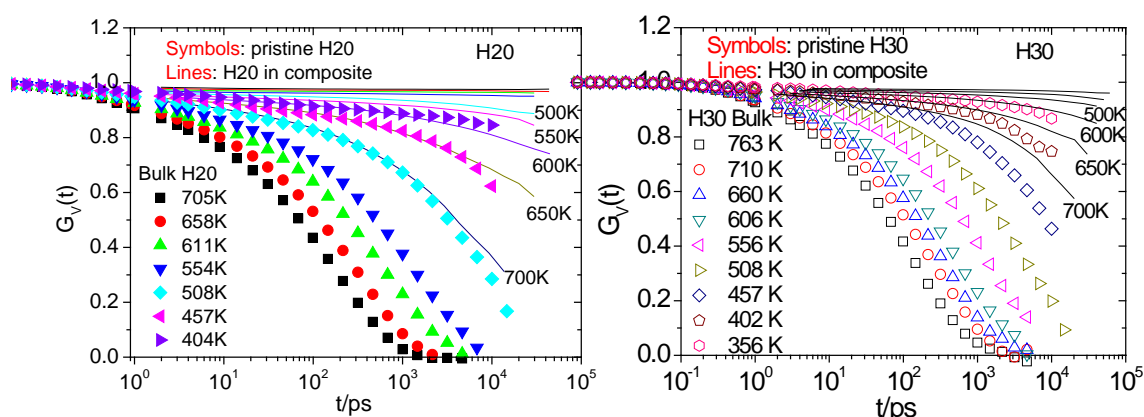 Symbols: pristine H20
H20
Lines: H20 in composite
1.0
0.8
0.6
0.4
0.2
0.0
G_V(t)
500K
550K
600K
650K
700K
Bulk H20
705K
658K
611K
554K
508K
457K
404K
10^0
10^1
10^2
10^3
10^4
10^5
t/ps
Symbols: pristine H30
H30
Lines: H30 in composite
1.0
0.8
0.6
0.4
0.2
0.0
G_V(t)
500K
600K
650K
700K
H30 Bulk
763 K
710 K
660 K
606 K
556 K
508 K
457 K
402 K
356 K
10^-1
10^0
10^1
10^2
10^3
10^4
10^5
t/ps